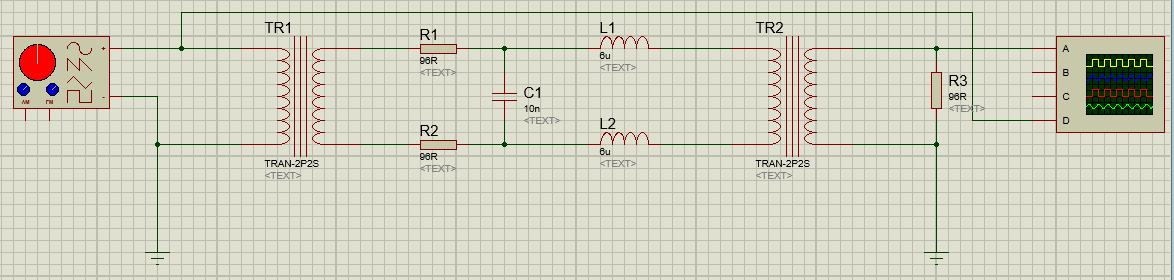 TR1
TRAN-2P2S
<TEXT>
R1
96R
<TEXT>
R2
96R
<TEXT>
C1
10n
<TEXT>
L1
6u
<TEXT>
L2
6u
<TEXT>
TR2
TRAN-2P2S
<TEXT>
R3
96R
<TEXT>
+
-
AM
FM
A
B
C
D